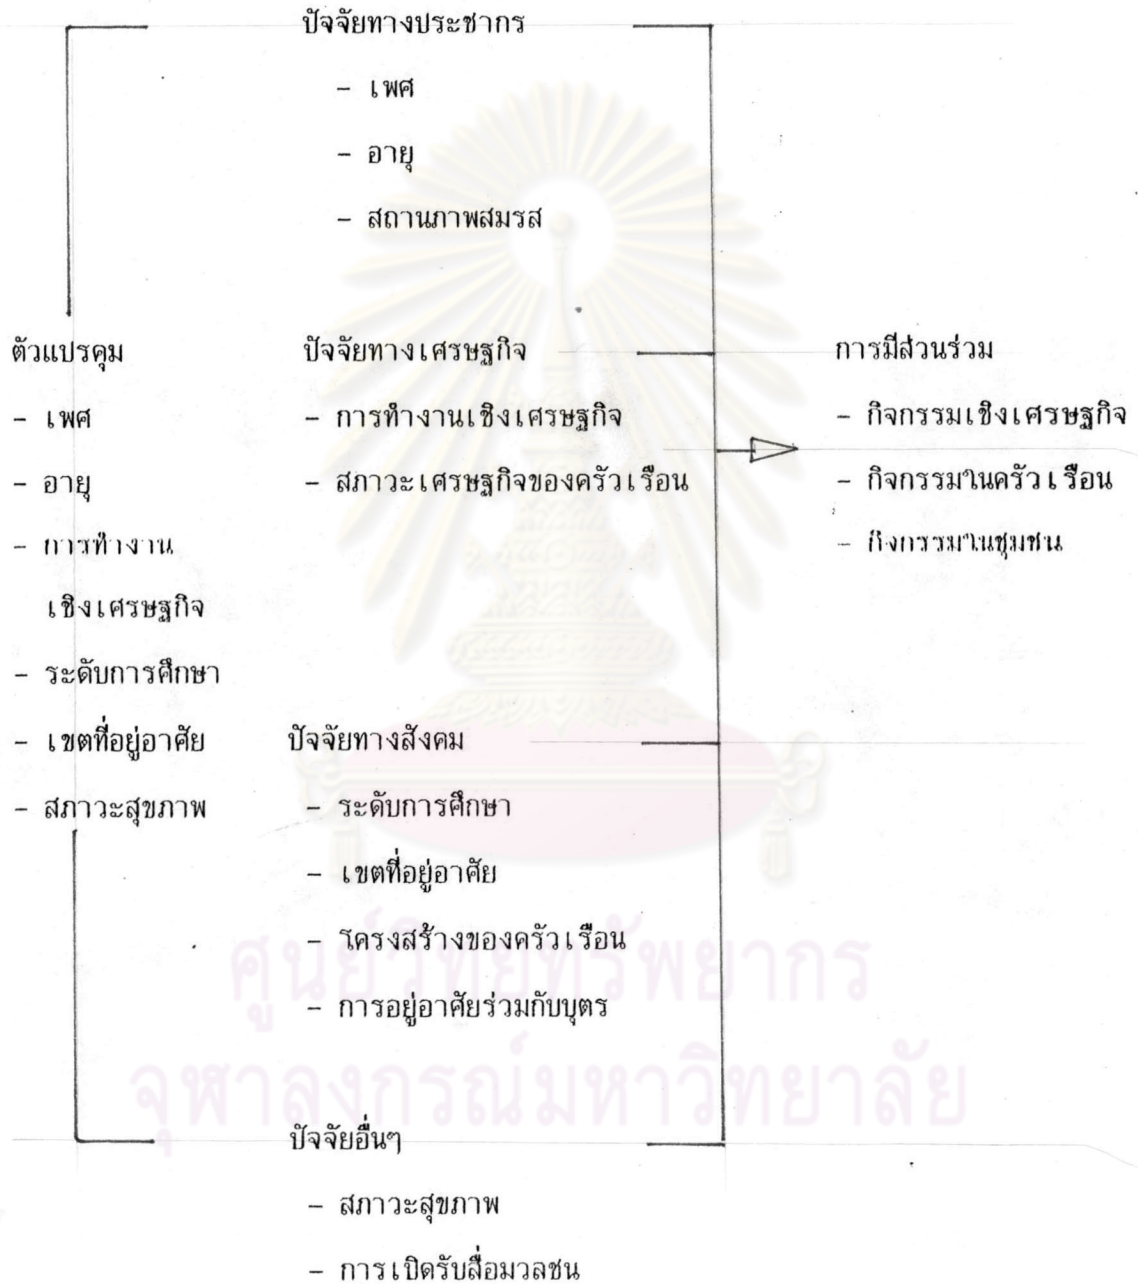 ปัจจัยทางประชากร
- เพศ
- อายุ
- สถานภาพสมรส
ตัวแปรคุม
- เพศ
- อายุ
- การทำงาน
เชิงเศรษฐกิจ
- ระดับการศึกษา
- เขตที่อยู่อาศัย
- สภาวะสุขภาพ
ปัจจัยทางเศรษฐกิจ
- การทำงานเชิงเศรษฐกิจ
- สภาวะเศรษฐกิจของครัวเรือน
การมีส่วนร่วม
- กิจกรรมเชิงเศรษฐกิจ
- กิจกรรมในครัวเรือน
- กิจกรรมในชุมชน
ปัจจัยทางสังคม
- ระดับการศึกษา
- เขตที่อยู่อาศัย
- โครงสร้างของครัวเรือน
- การอยู่อาศัยร่วมกับบุตร
ปัจจัยอื่นๆ
- สภาวะสุขภาพ
- การเปิดรับสื่อมวลชน
ศูนย์วิทยทรัพยากร
จุฬาลงกรณ์มหาวิทยาลัย